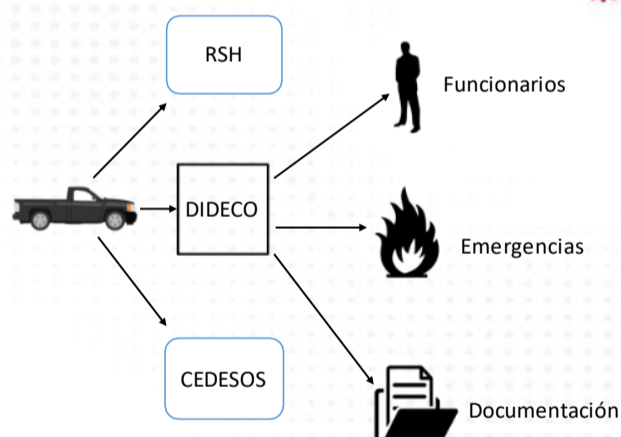 RSH
Funcionarios
DIDECO
Emergencias
CEDESOS
Documentación